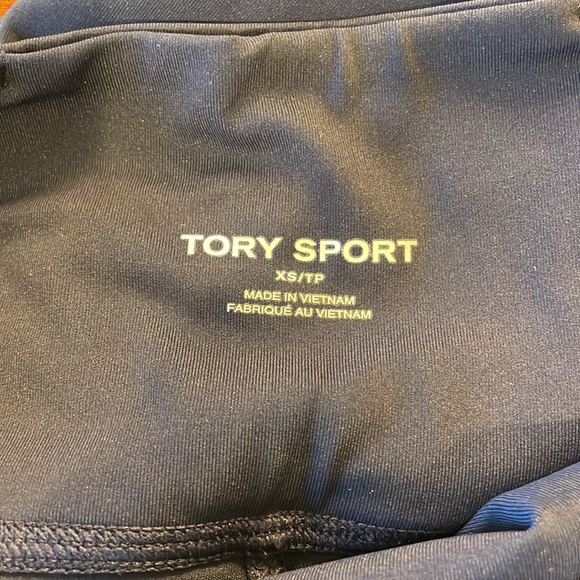 TORY SPORT
XS/TP
MADE IN VIETNAM
FABRIQUÉ AU VIETNAM